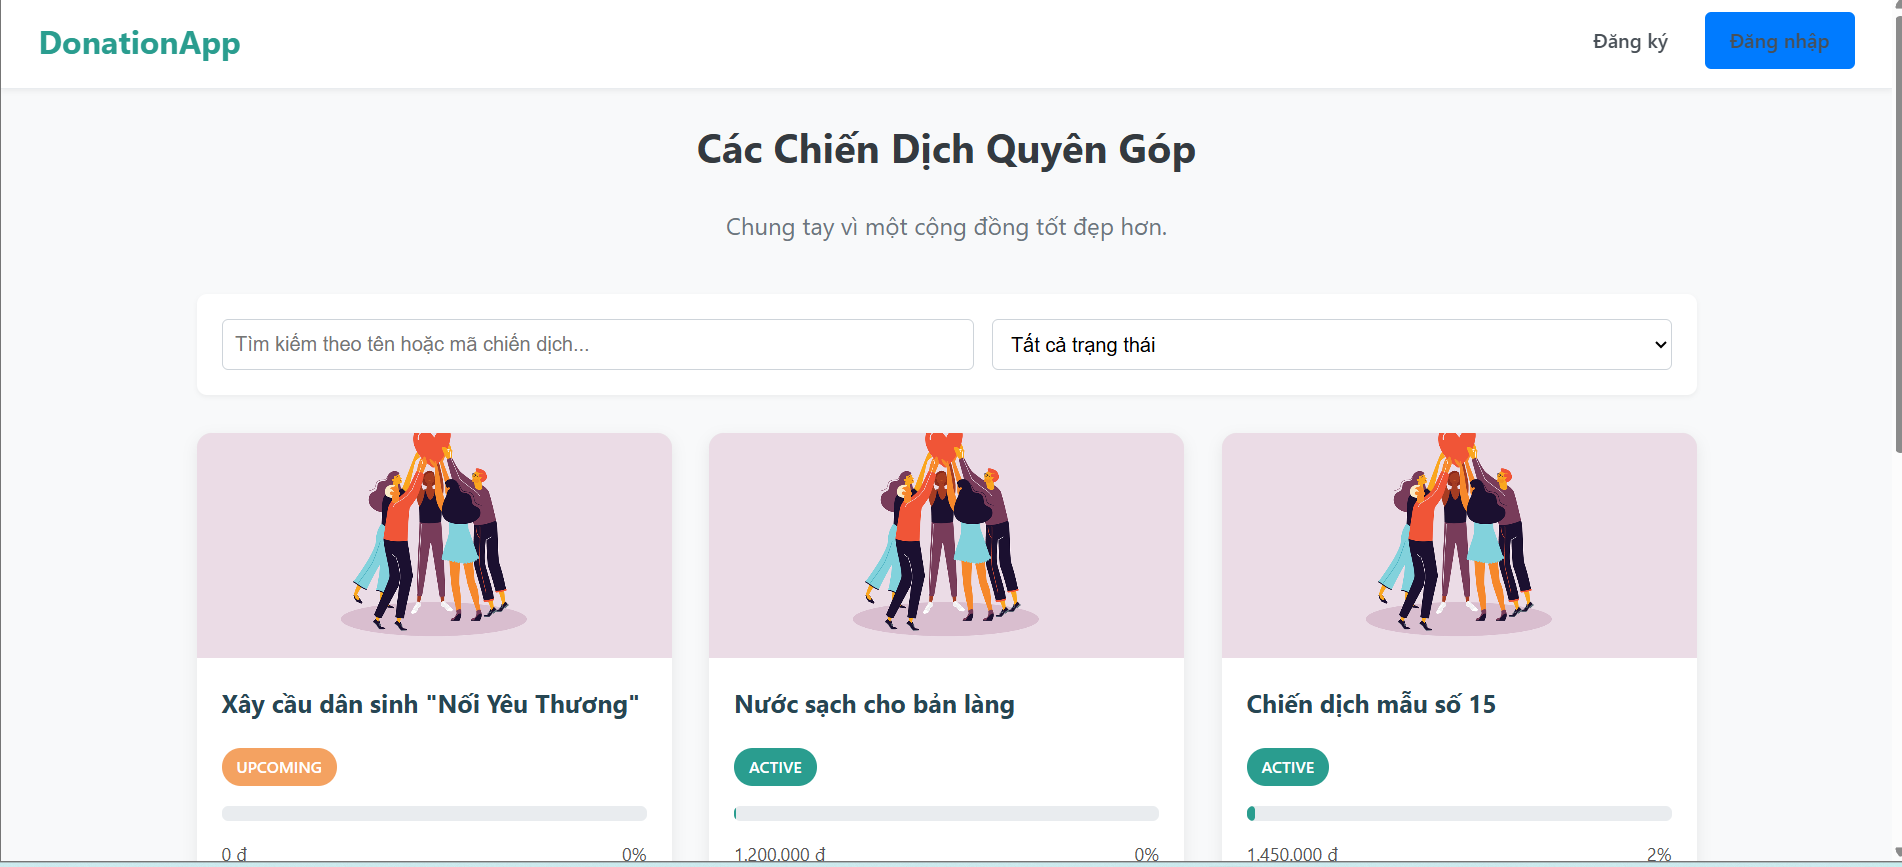 DonationApp
Đăng ký
Đăng nhập
Các Chiến Dịch Quyên Góp
Chung tay vì một cộng đồng tốt đẹp hơn.
Tìm kiếm theo tên hoặc mã chiến dịch...
Tất cả trạng thái
Xây cầu dân sinh "Nối Yêu Thương"
UPCOMING
0 đ 0%
Nước sạch cho bản làng
ACTIVE
1.200.000 đ 0%
Chiến dịch mẫu số 15
ACTIVE
1.450.000 đ 2%